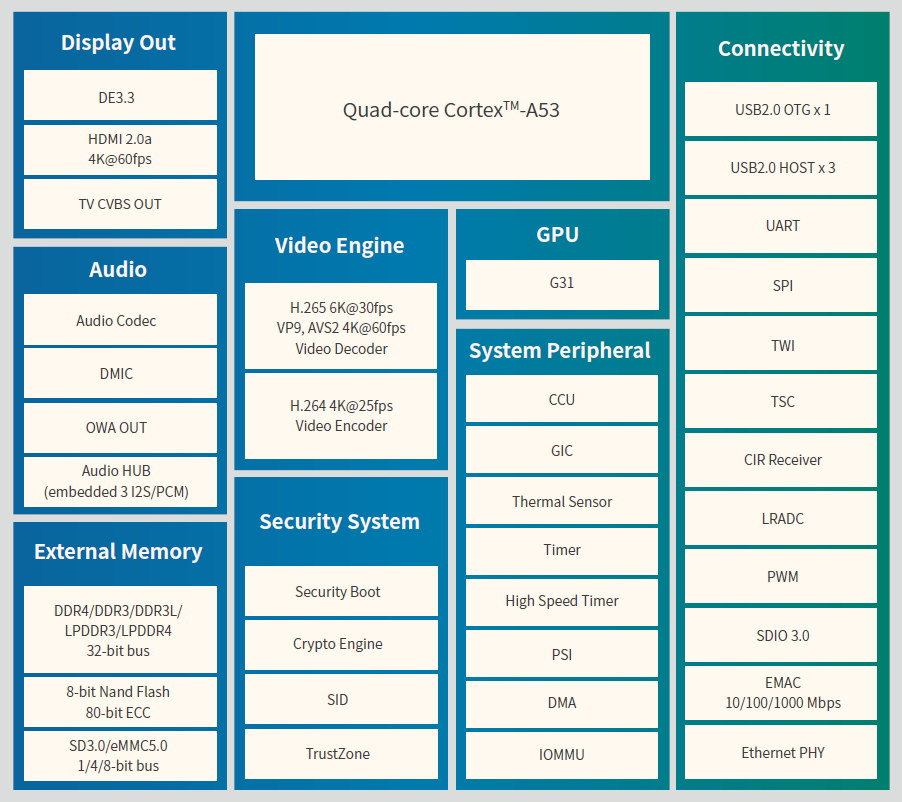 Display Out
DE3.3
HDMI 2.0a
4K@60fps
TV CVBS OUT
Audio
Audio Codec
DMIC
OWA OUT
Audio HUB
(embedded 3 I2S/PCM)
External Memory
DDR4/DDR3/DDR3L/
LPDDR3/LPDDR4
32-bit bus
8-bit Nand Flash
80-bit ECC
SD3.0/eMMC5.0
1/4/8-bit bus
Quad-core Cortex™-A53
Video Engine
H.265 6K@30fps
VP9, AVS2 4K@60fps
Video Decoder
H.264 4K@25fps
Video Encoder
Security System
Security Boot
Crypto Engine
SID
TrustZone
GPU
G31
System Peripheral
CCU
GIC
Thermal Sensor
Timer
High Speed Timer
PSI
DMA
IOMMU
Connectivity
USB2.0 OTG x 1
USB2.0 HOST x 3
UART
SPI
TWI
TSC
CIR Receiver
LRADC
PWM
SDIO 3.0
EMAC
10/100/1000 Mbps
Ethernet PHY